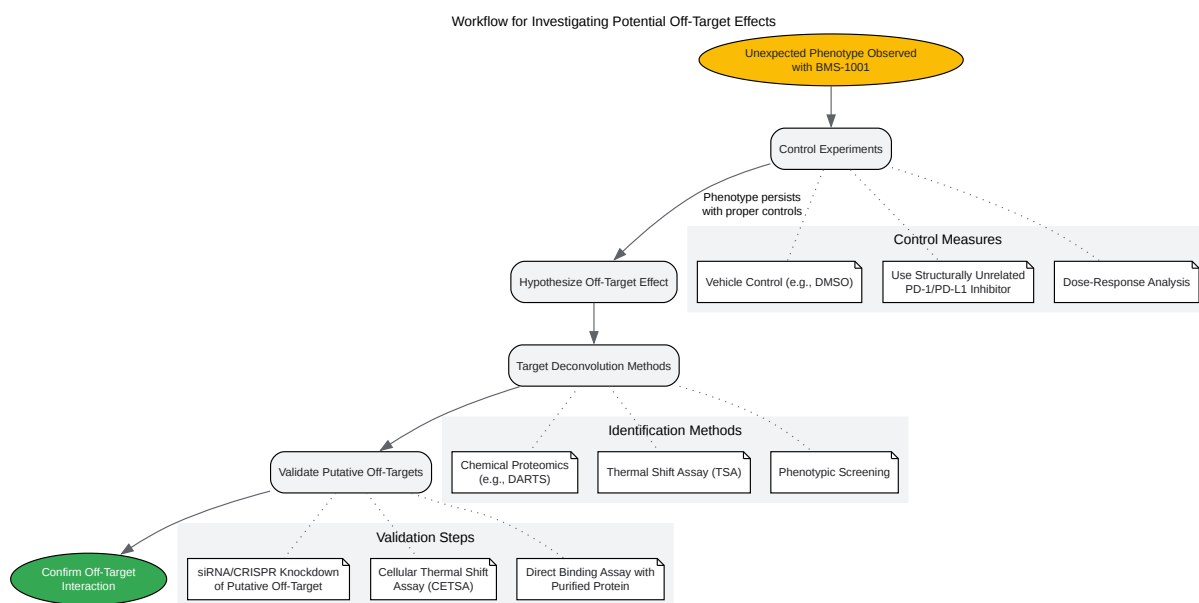 Workflow for Investigating Potential Off-Target Effects
Unexpected Phenotype Observed
with BMS-1001
Control Experiments
Phenotype persists
with proper controls
Control Measures
Vehicle Control (e.g., DMSO)
Use Structurally Unrelated
PD-1/PD-L1 Inhibitor
Dose-Response Analysis
Hypothesize Off-Target Effect
Target Deconvolution Methods
Identification Methods
Chemical Proteomics
(e.g., DARTS)
Thermal Shift Assay (TSA)
Phenotypic Screening
Validate Putative Off-Targets
Validation Steps
siRNA/CRISPR Knockdown
of Putative Off-Target
Cellular Thermal Shift
Assay (CETSA)
Direct Binding Assay with
Purified Protein
Confirm Off-Target
Interaction